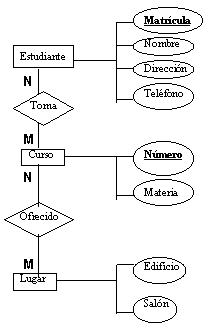 Matrícula
Estudiante
Nombre
Dirección
N
Teléfono
Toma
M
Curso
Número
N
Materia
Ofrecido
M
Edificio
Lugar
Salón